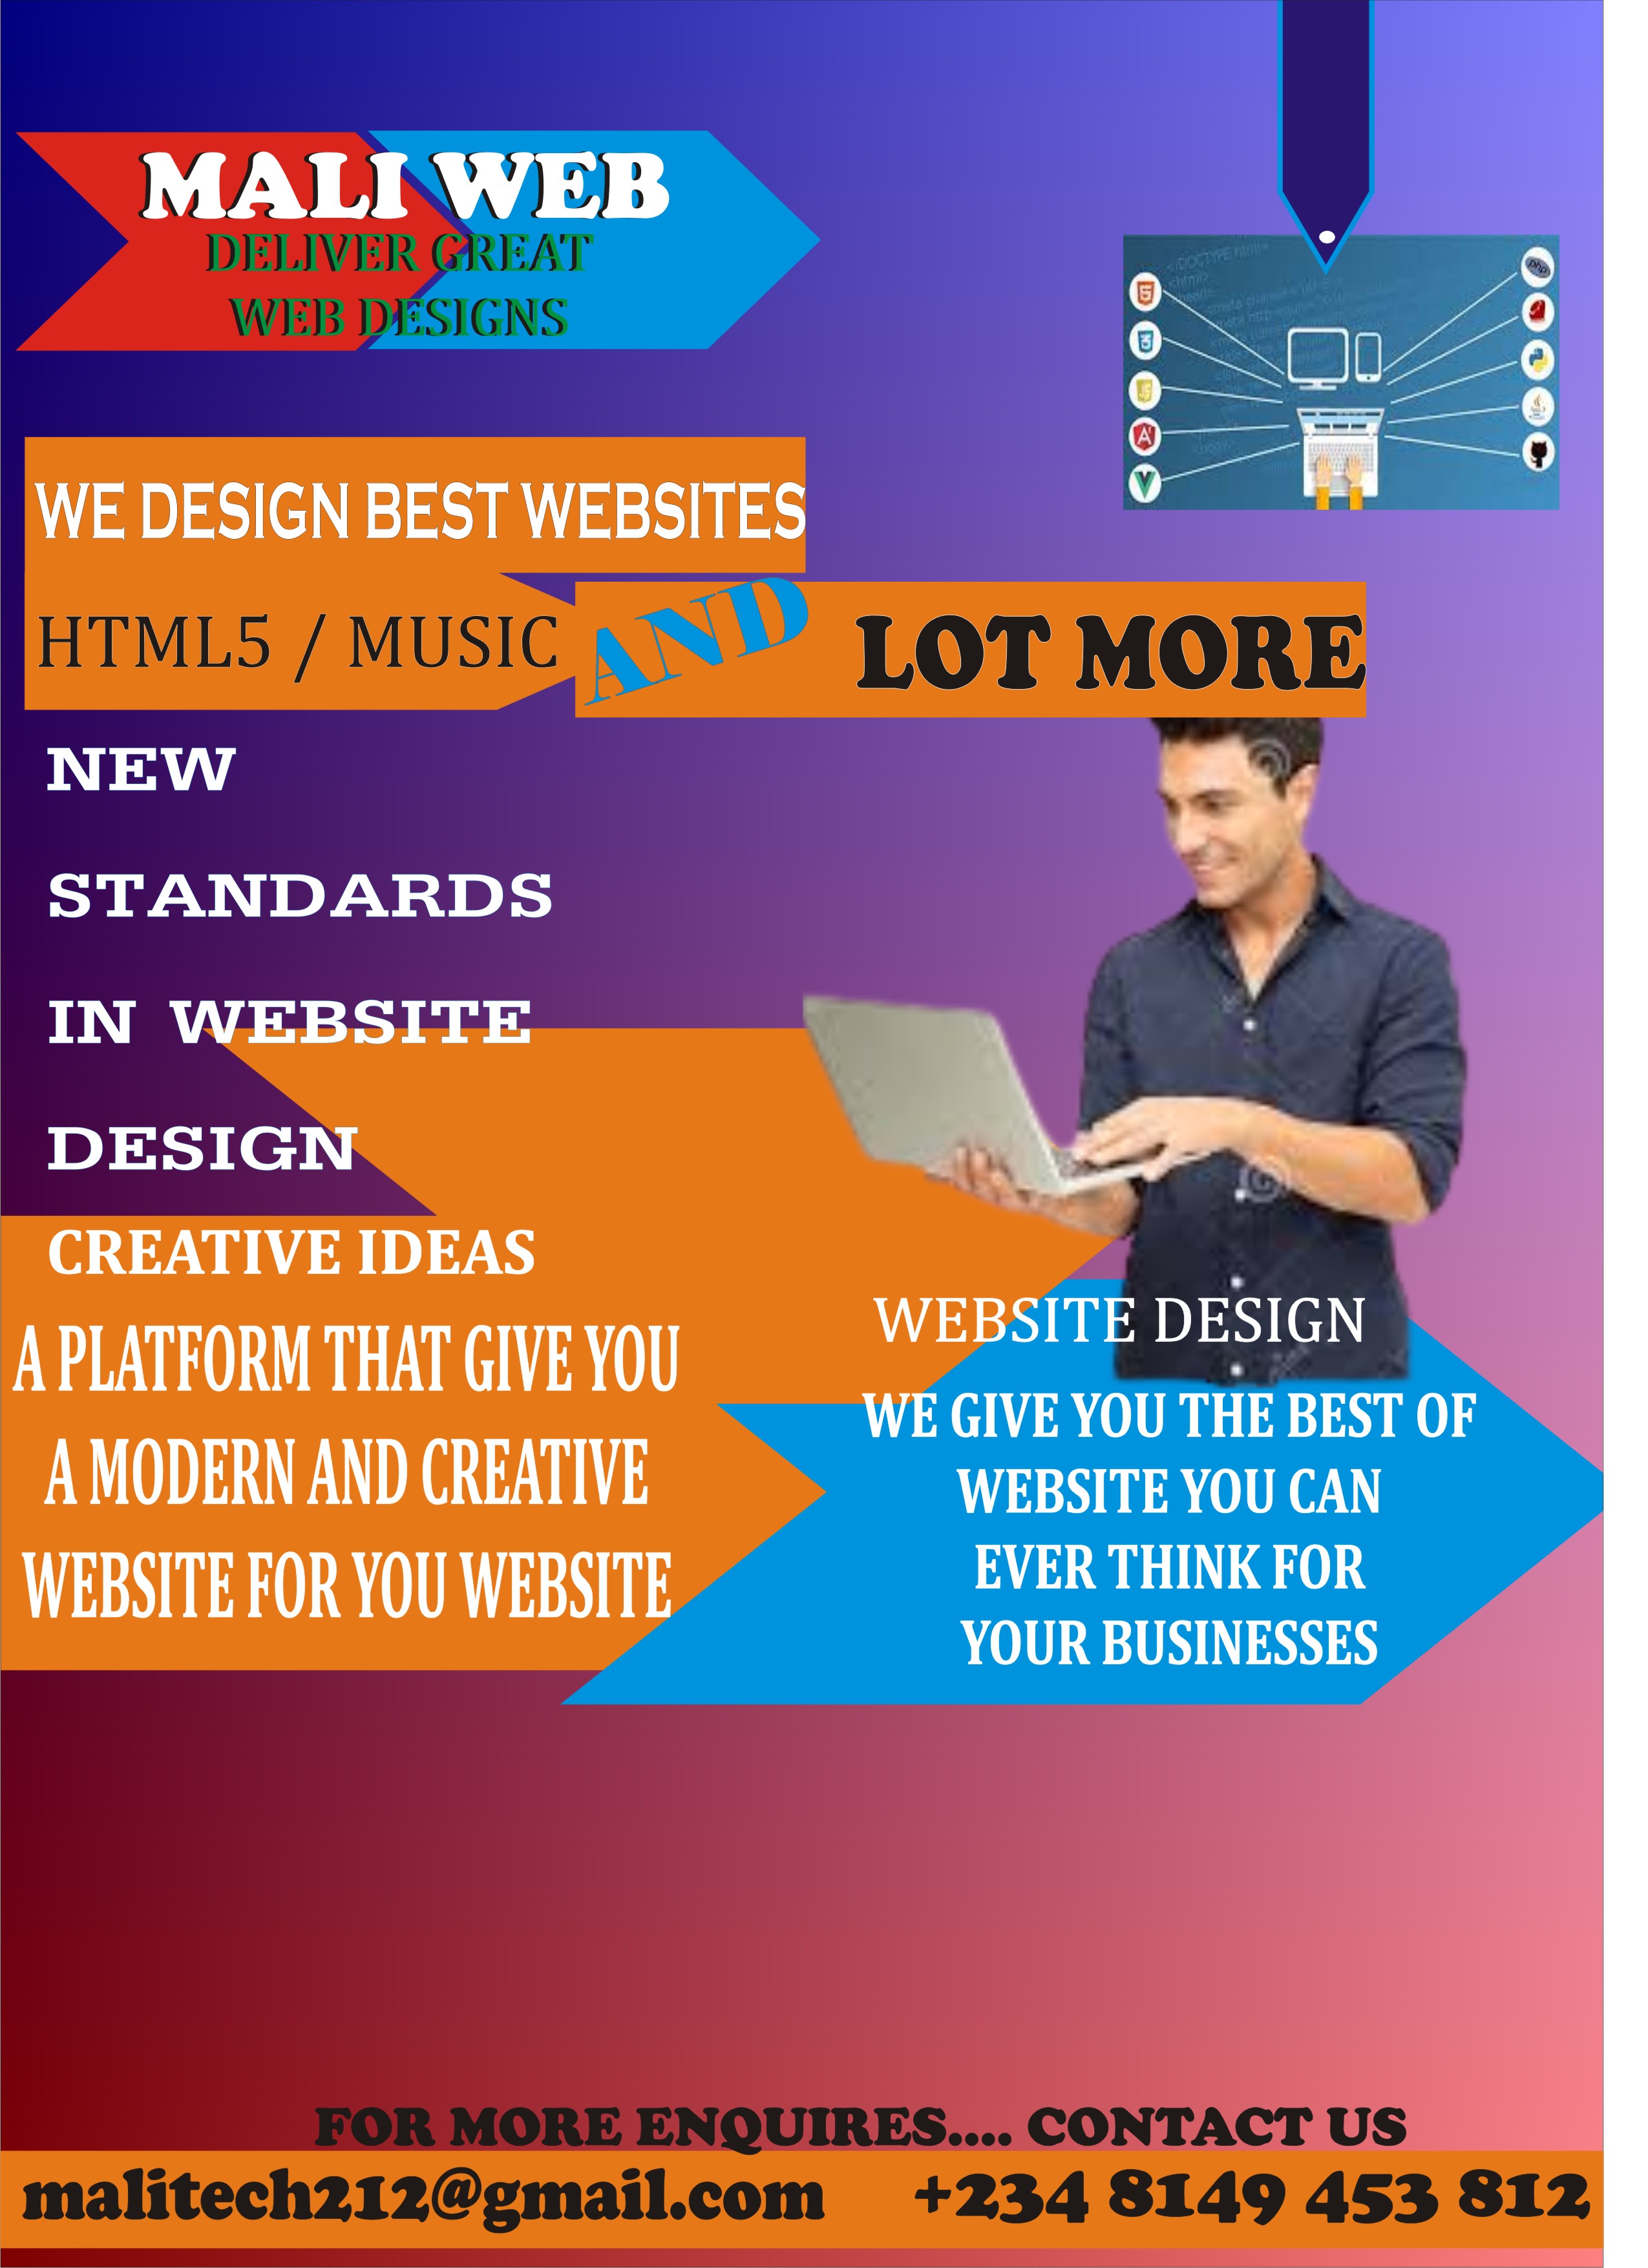 MALI WEB
DELIVER GREAT
WEB DESIGNS
php
WE DESIGN BEST WEBSITES
HTML5 / MUSIC AND LOT MORE
NEW
STANDARDS
IN WEBSITE
DESIGN
CREATIVE IDEAS
A PLATFORM THAT GIVE YOU
A MODERN AND CREATIVE
WEBSITE FOR YOU WEBSITE
WEBSITE DESIGN
WE GIVE YOU THE BEST OF
WEBSITE YOU CAN
EVER THINK FOR
YOUR BUSINESSES
FOR MORE ENQUIRES.... CONTACT US
malitech212@gmail.com +234 8149 453 812